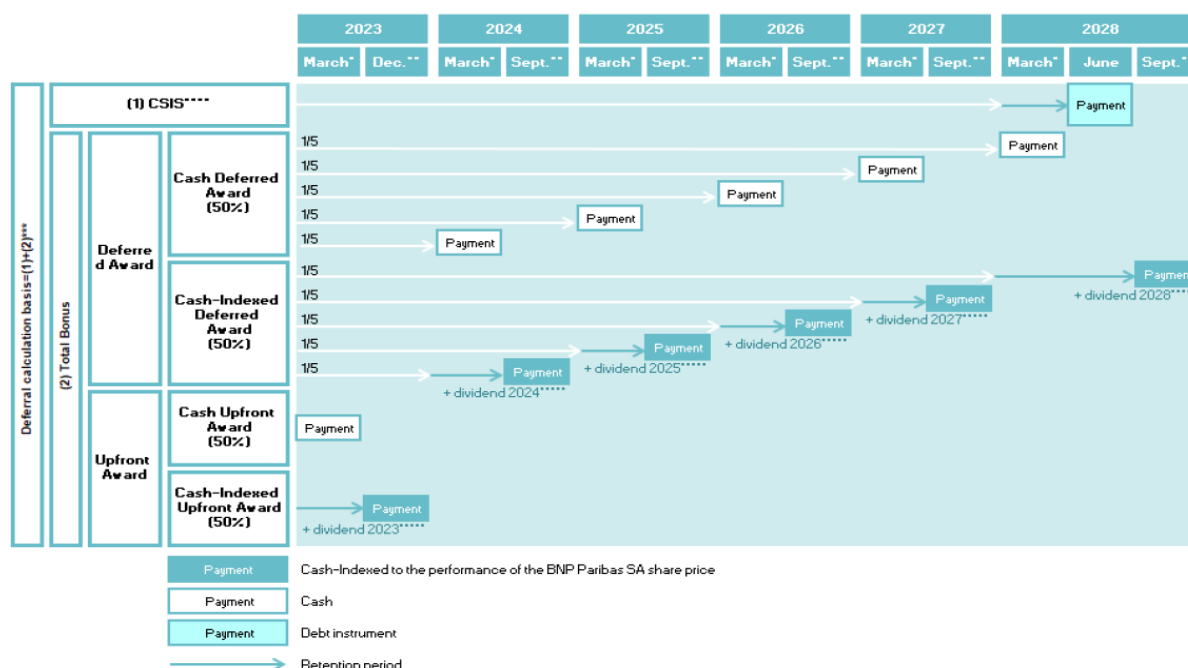 2023 2024 2025 2026 2027 2028
March* Dec.** March* Sept.** March* Sept.** March* Sept.** March* Sept.** March* June Sept.*
Deferral calculation basis=(1)+(2)***
(1) CSIS****
Payment
(2) Total Bonus
Deferre
d Award
Cash Deferred
Award
(50%)
1/5
Payment
1/5
Payment
1/5
Payment
1/5
Payment
1/5
Payment
Cash-Indexed
Deferred
Award
(50%)
1/5
Payment
+ dividend 2028*****
1/5
Payment
+ dividend 2027*****
1/5
Payment
+ dividend 2026*****
1/5
Payment
+ dividend 2025*****
1/5
Payment
+ dividend 2024*****
Upfront
Award
Cash Upfront
Award
(50%)
Payment
Cash-Indexed
Upfront Award
(50%)
Payment
+ dividend 2023*****
Payment Cash-Indexed to the performance of the BNP Paribas SA share price
Payment Cash
Payment Debt instrument
Retention period